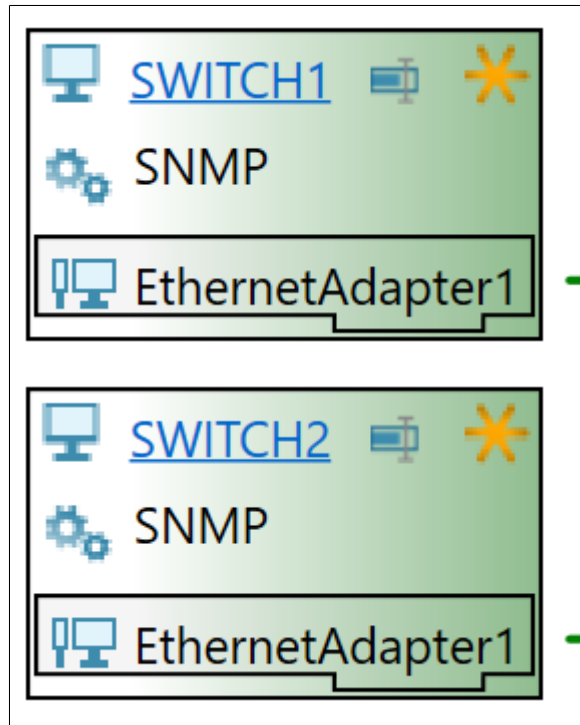 SWITCH1
SNMP
EthernetAdapter1
SWITCH2
SNMP
EthernetAdapter1